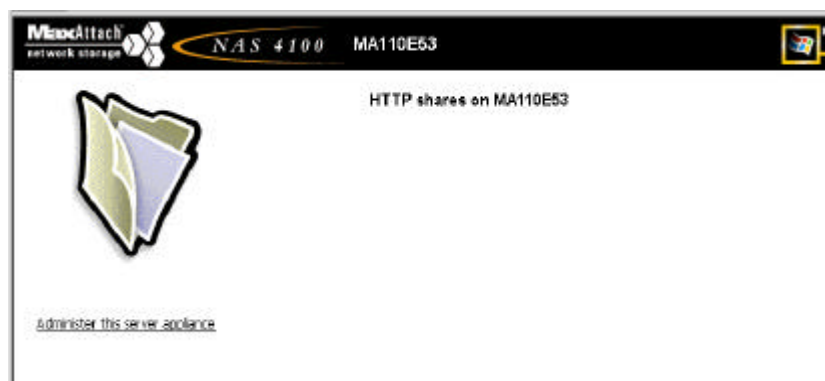 MaxAttach
network storage
NAS 4100
MA110E53
HTTP shares on MA110E53
Administer this server appliance